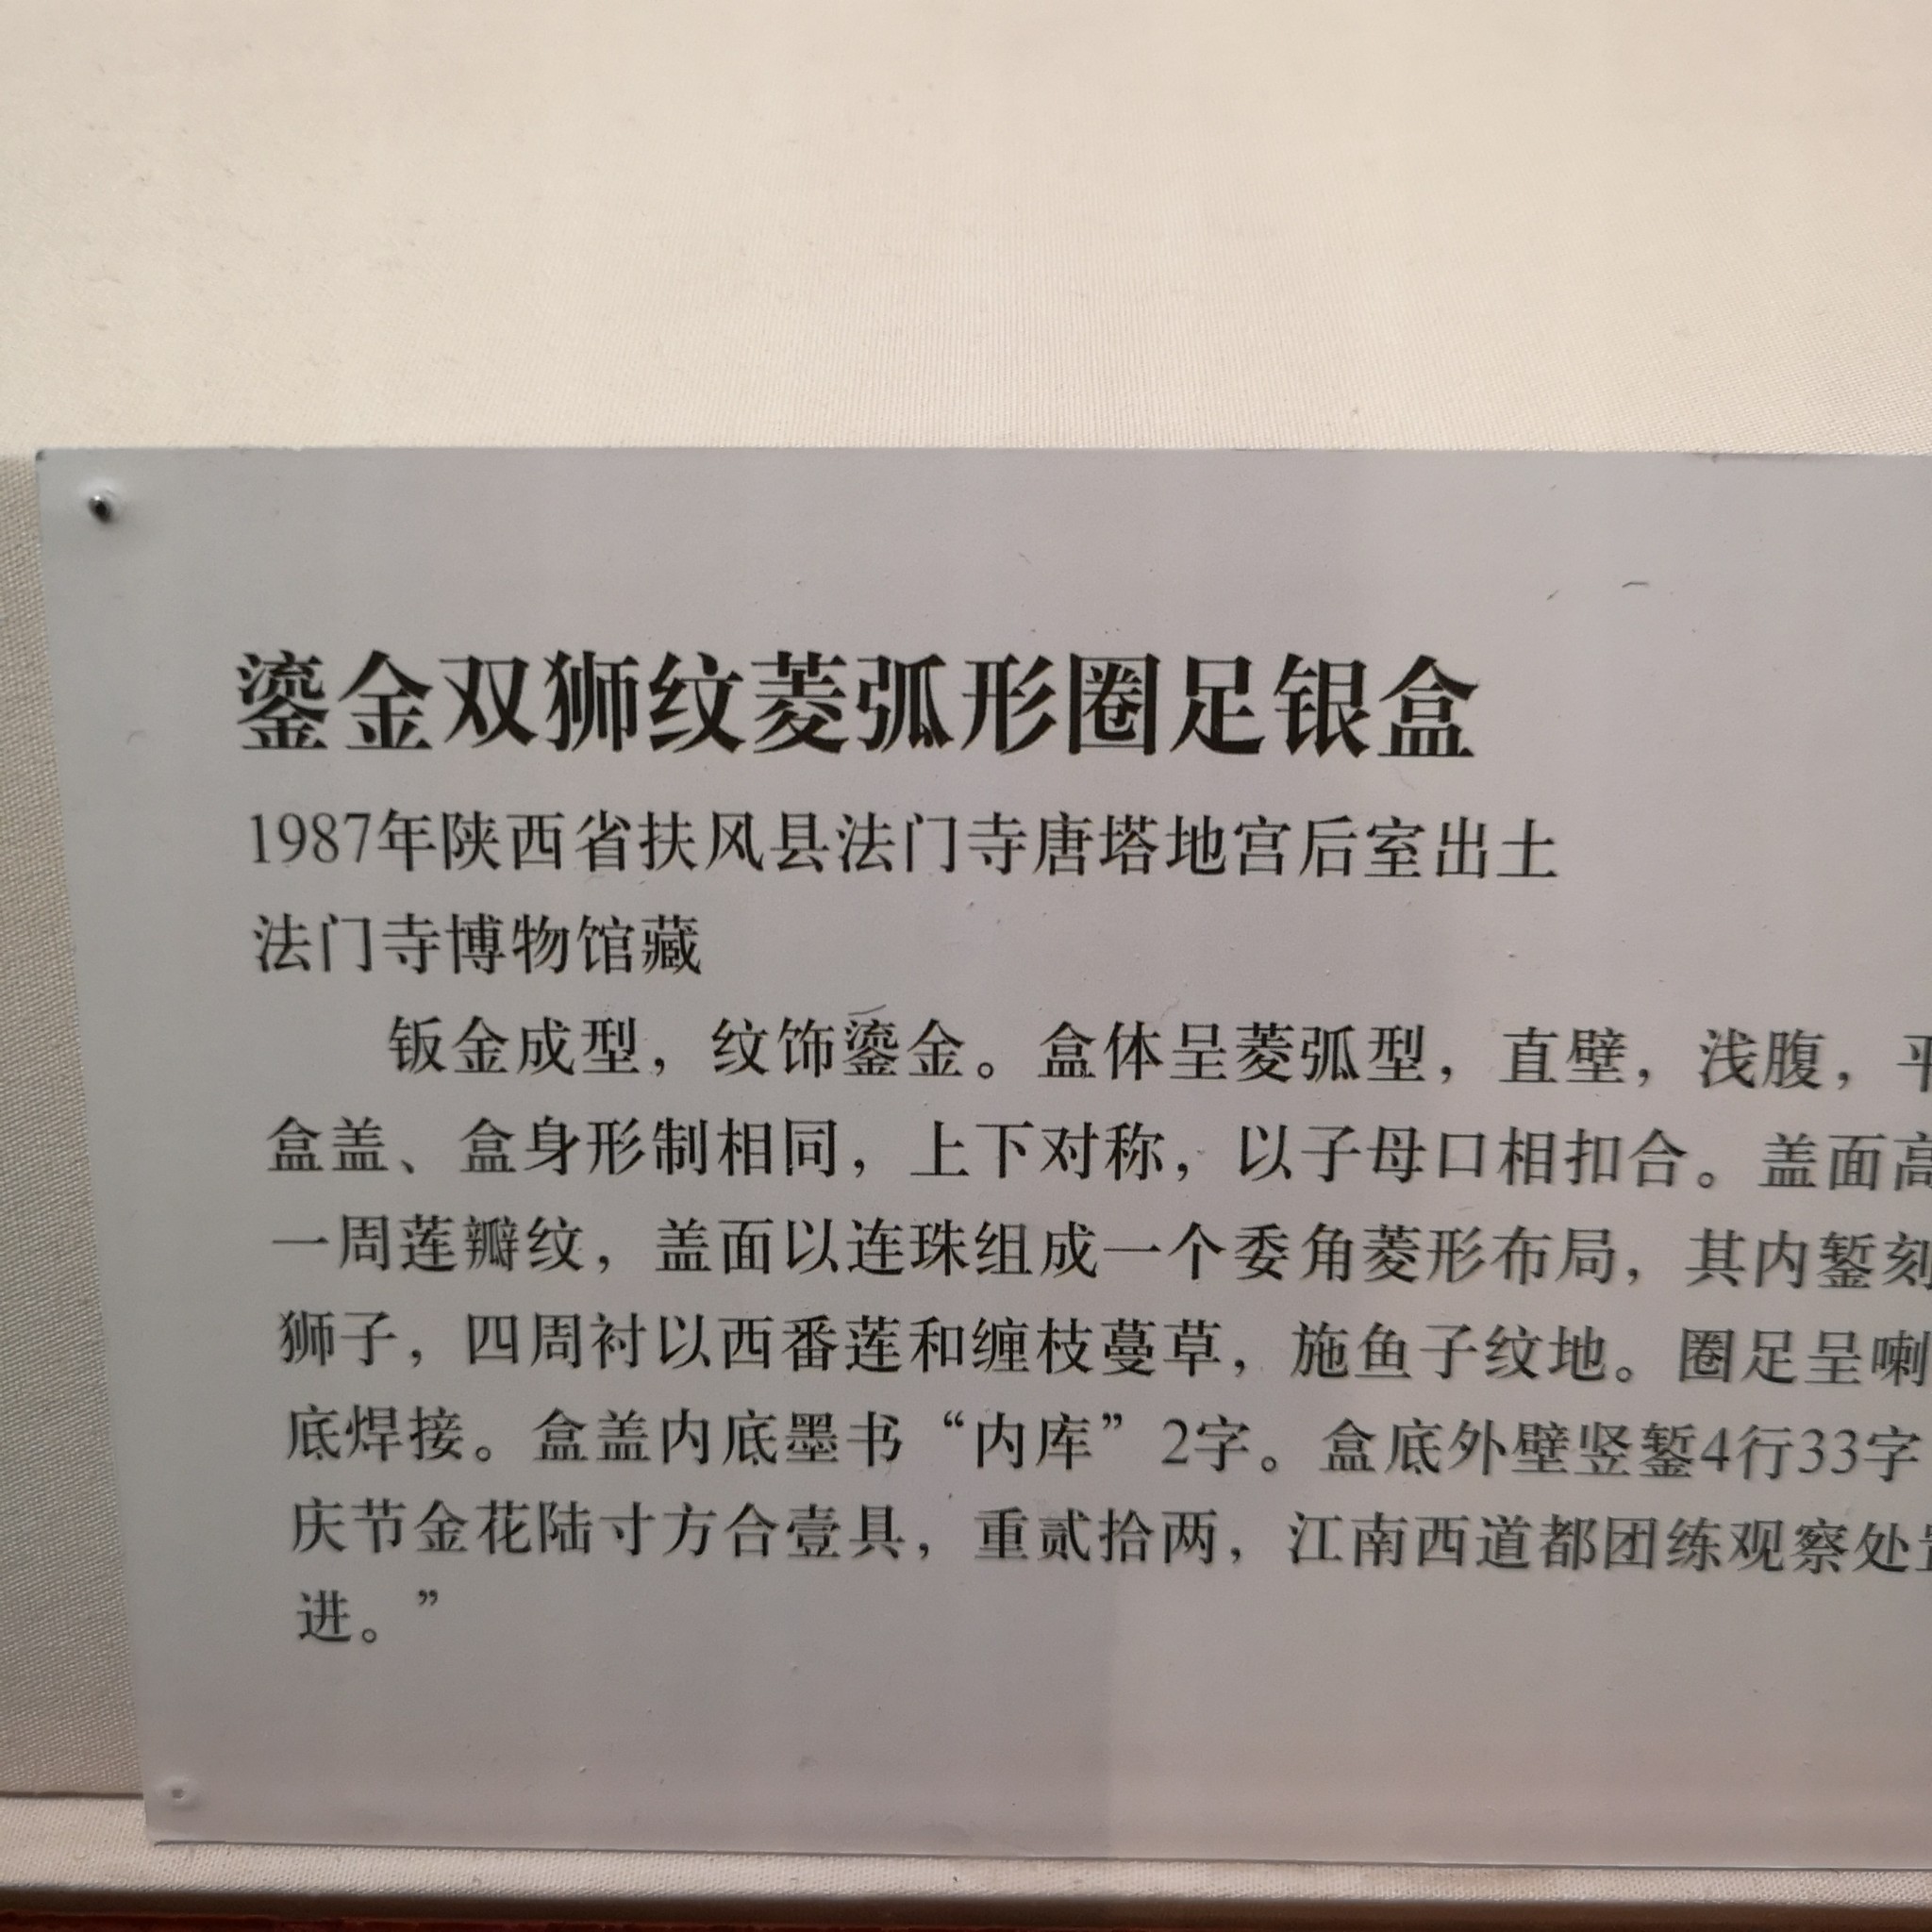 鎏金双狮纹菱弧形圈足银盒
1987年陕西省扶风县法门寺唐塔地宫后室出土
法门寺博物馆藏
钣金成型，纹饰鎏金。盒体呈菱弧型，直壁，浅腹，平
盒盖、盒身形制相同，上下对称，以子母口相扣合。盖面高
一周莲瓣纹，盖面以连珠组成一个委角菱形布局，其内錾刻
狮子，四周衬以西番莲和缠枝蔓草，施鱼子纹地。圈足呈喇
底焊接。盒盖内底墨书“内库”2字。盒底外壁竖錾4行33字
庆节金花陆寸方合壹具，重贰拾两，江南西道都团练观察处
进。”